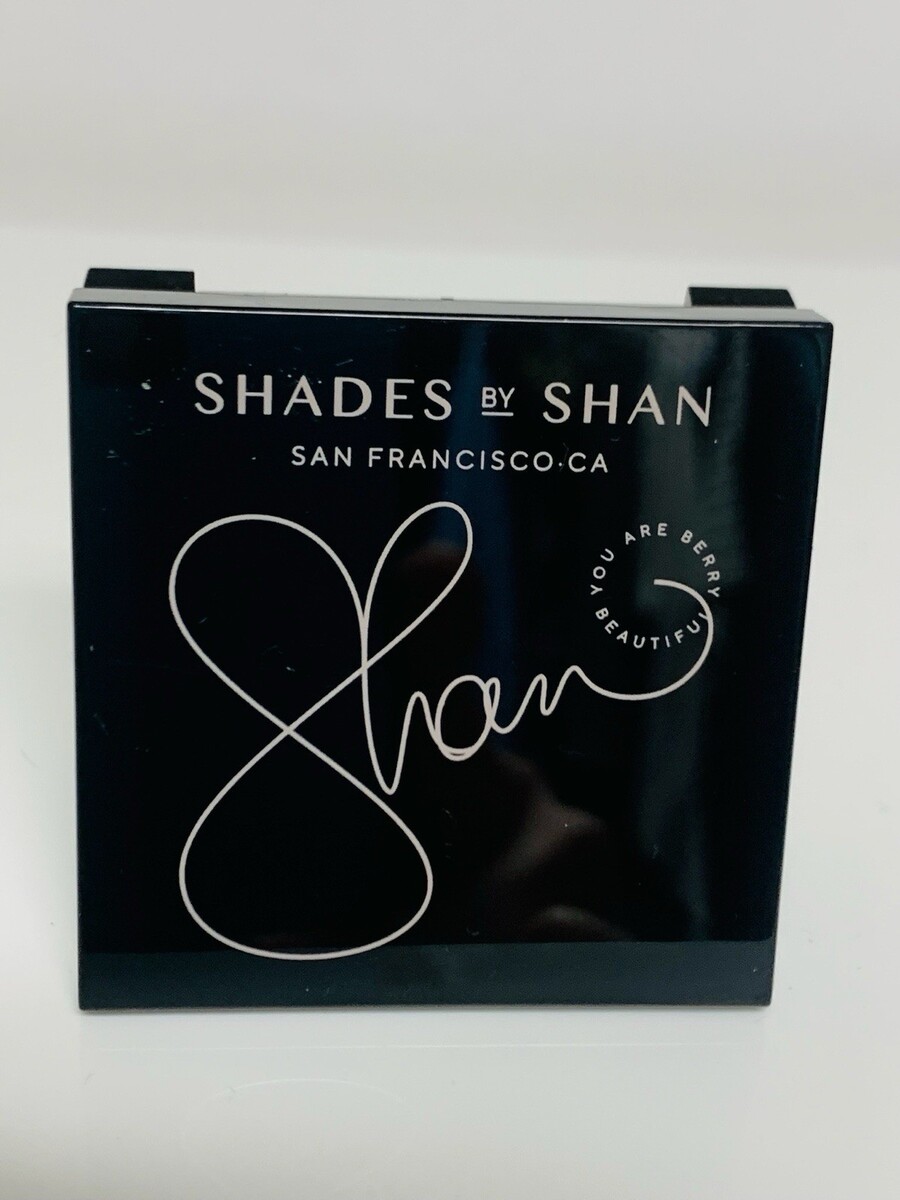 SHADES BY SHAN
SAN FRANCISCO·CA
Shan
YOU ARE BERRY BEAUTIFUL